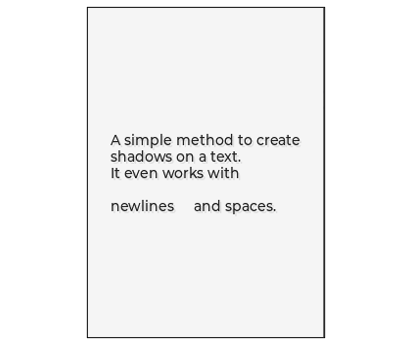 A simple method to create
shadows on a text.
It even works with
newlines    and spaces.